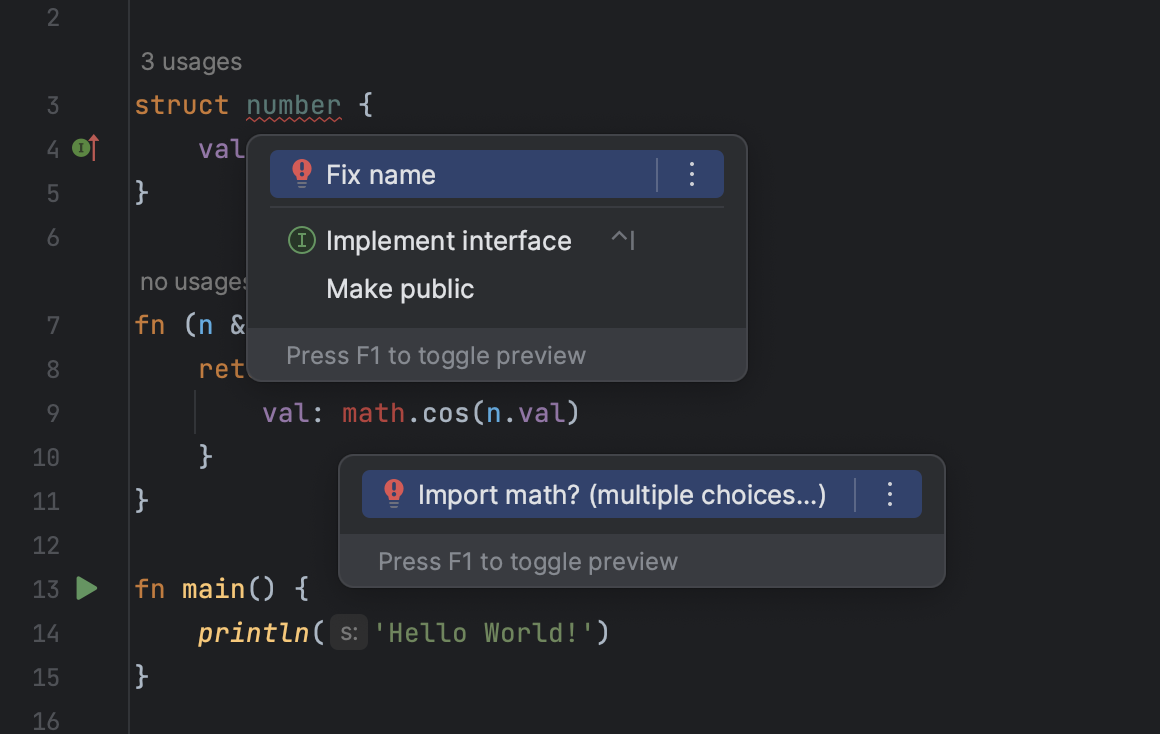 2
3 usages
3 struct number {
4 val
Fix name
5 }
6 Implement interface ^I
Make public
no usages
7 fn (n &
Press F1 to toggle preview
8 ret
9 val: math.cos(n.val)
10 }
Import math? (multiple choices...)
11 }
12
Press F1 to toggle preview
13 fn main() {
14 println( s: 'Hello World!')
15 }
16